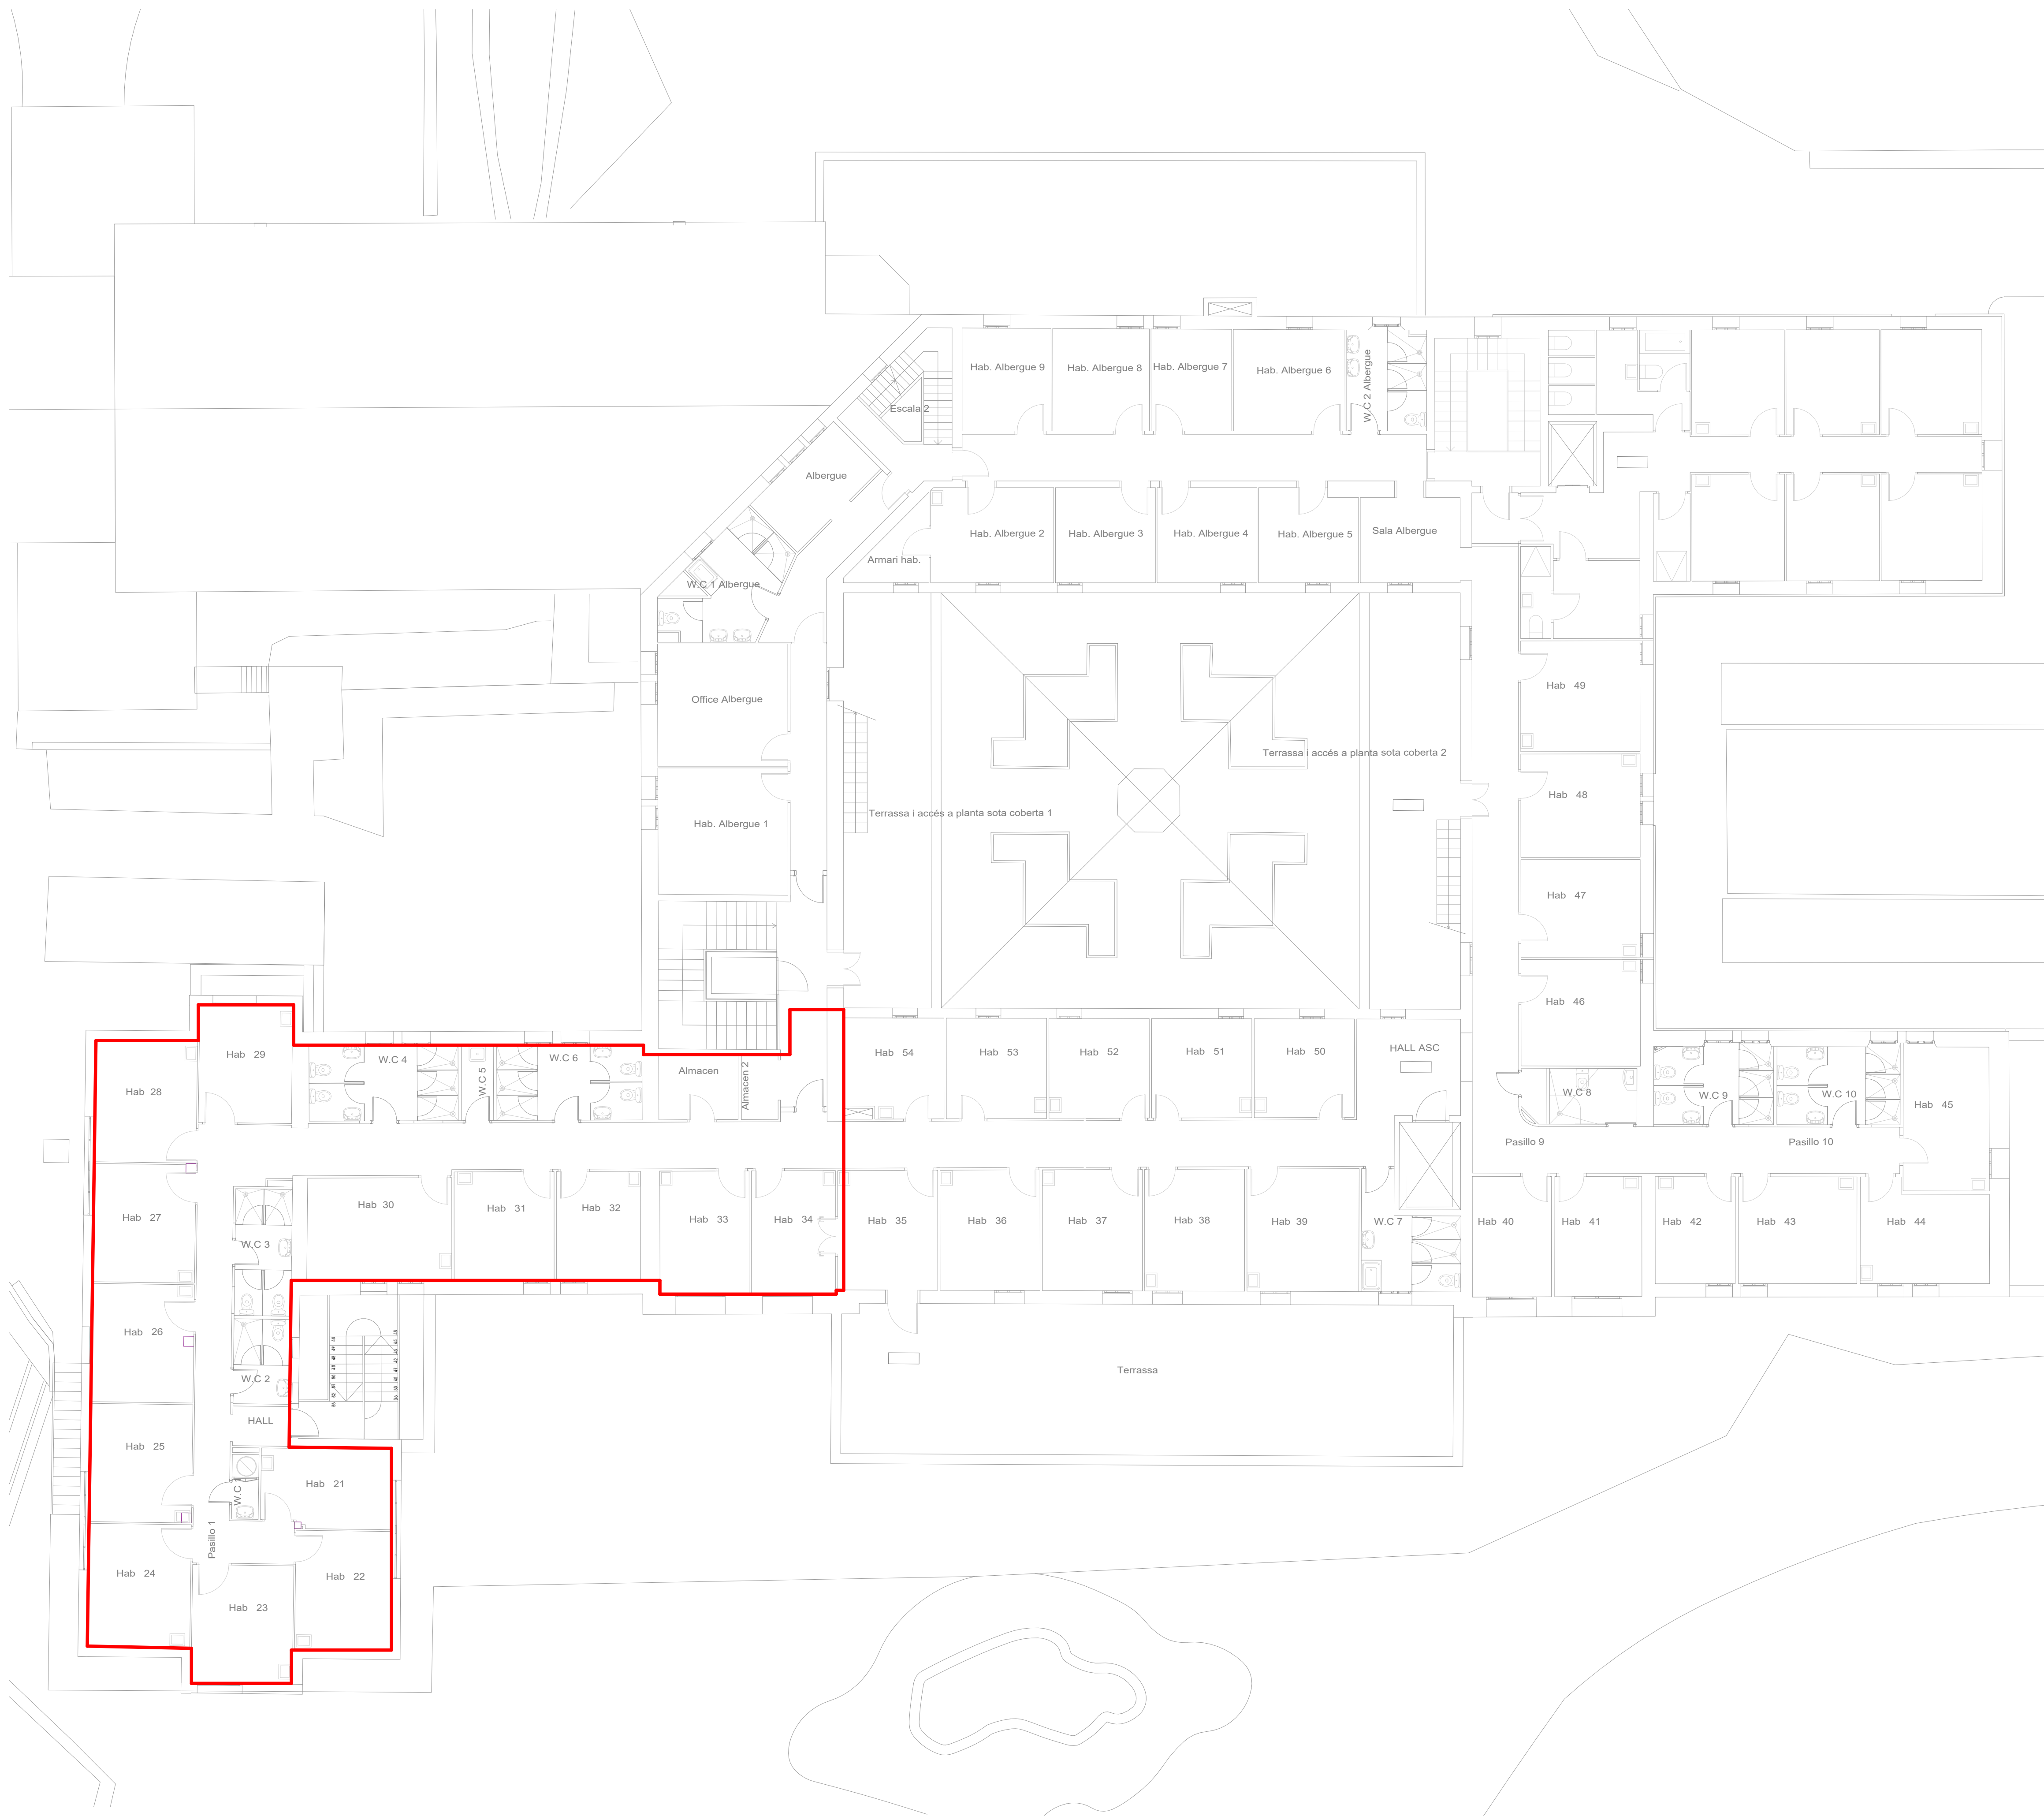 Hab. Albergue 9
Hab. Albergue 8
Hab. Albergue 7
Hab. Albergue 6
W.C 2 Albergue
Escala 2
Albergue
Hab. Albergue 2
Hab. Albergue 3
Hab. Albergue 4
Hab. Albergue 5
Sala Albergue
Armari hab.
W.C 1 Albergue
Office Albergue
Hab 49
Terrassa i accés a planta sota coberta 2
Hab 48
Terrassa i accés a planta sota coberta 1
Hab. Albergue 1
Hab 47
Hab 46
Hab 29
W.C 4
W.C 5
W.C 6
Almacen
Almacen 2
Hab 54
Hab 53
Hab 52
Hab 51
Hab 50
HALL ASC
Hab 28
W.C 8
W.C 9
W.C 10
Hab 45
Pasillo 9
Pasillo 10
Hab 27
Hab 30
Hab 31
Hab 32
Hab 33
Hab 34
Hab 35
Hab 36
Hab 37
Hab 38
Hab 39
W.C 7
Hab 40
Hab 41
Hab 42
Hab 43
Hab 44
W.C 3
Hab 26
W.C 2
Terrassa
HALL
Hab 25
W.C 1
Hab 21
Pasillo 1
Hab 24
Hab 22
Hab 23